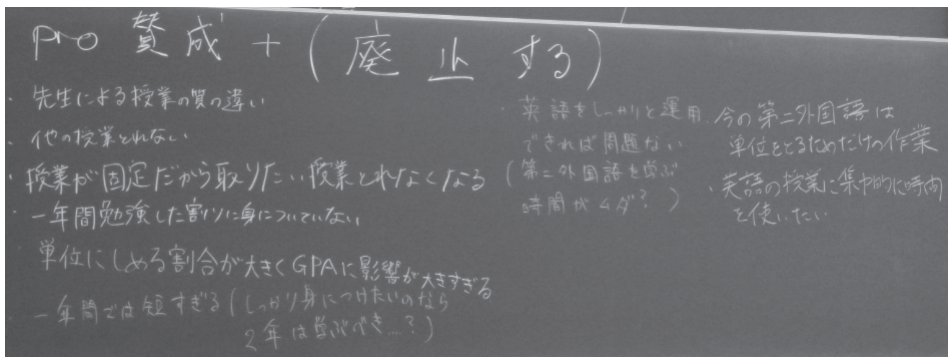 pro 賛成 + (廃止する)
・先生による授業の質の違い
・他の授業とれない
・授業が固定だから取りたい授業とれなくなる
・一年間勉強した割りに身についていない
単位にしめる割合が大きくGPAに影響が大きすぎる
・一年間では短すぎる(しっかり身につけたいのなら
2年は学ぶべき…?)
・英語をしっかりと運用
できれば問題ない
(第二外国語を学ぶ
時間がムダ?)
・今の第二外国語は
単位をとるためだけの作業
・英語の授業に集中的に時間
を使いたい